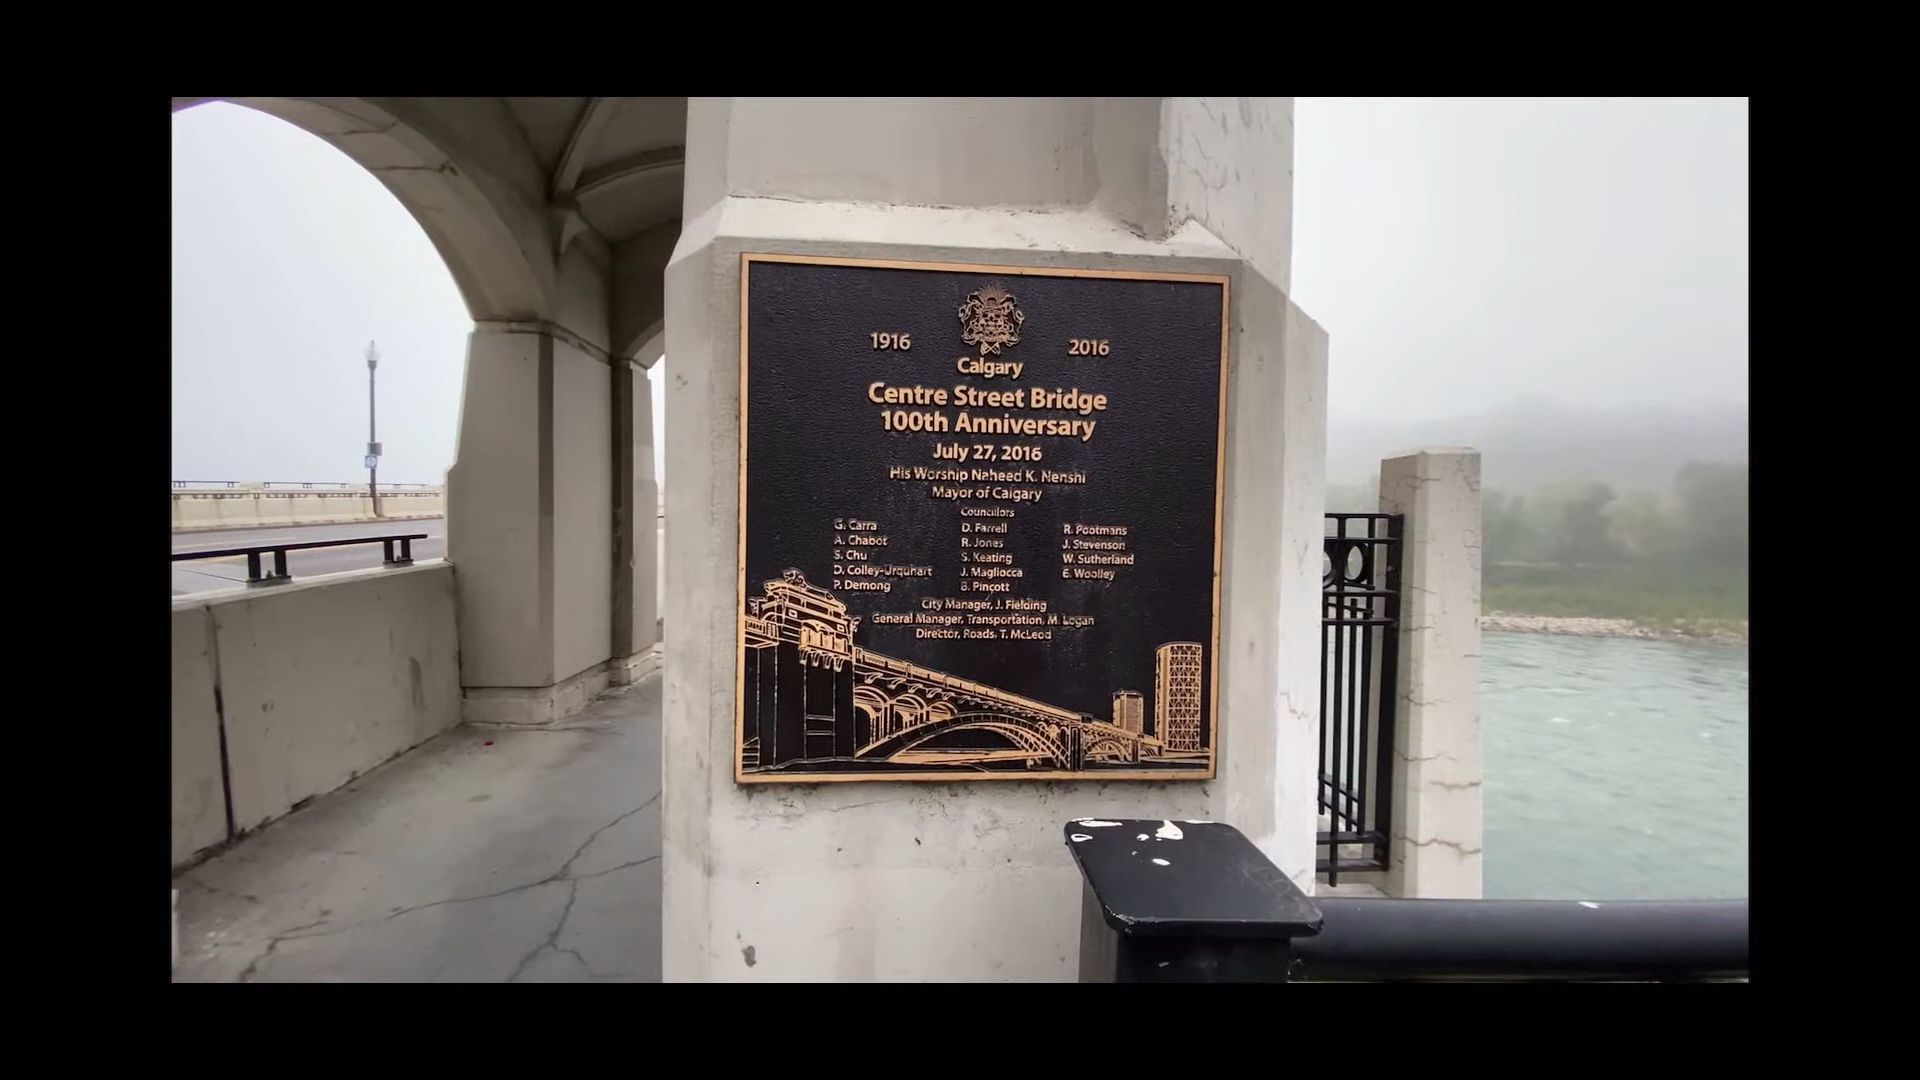 1916 2016
Calgary
Centre Street Bridge
100th Anniversary
July 27, 2016
His Worship Naheed K. Nenshi
Mayor of Calgary
Councillors
G. Carra D. Farrell R. Pootmans
A. Chabot R. Jones J. Stevenson
S. Chu S. Keating W. Sutherland
D. Colley-Urquhart J. Magliocca E. Woolley
P. Demong B. Pincott
City Manager, J. Fielding
General Manager, Transportation, M. Logan
Director, Roads, T. McLeod